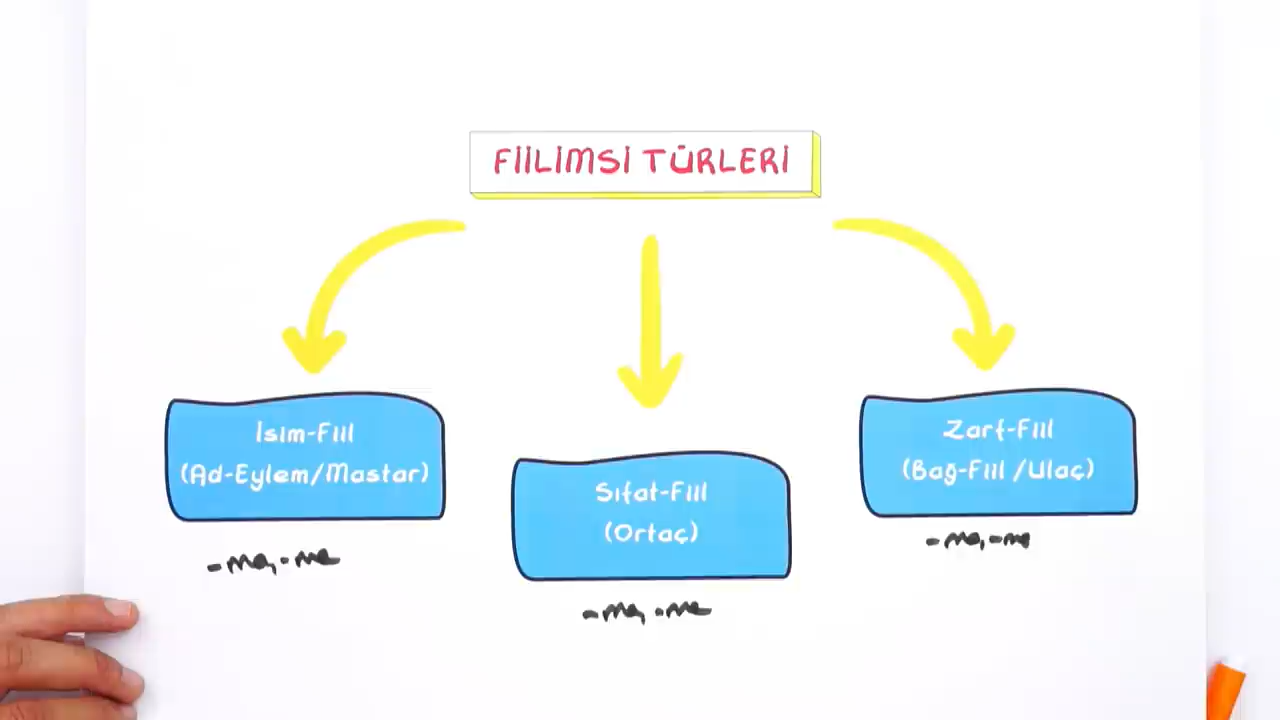 FİİLİMSİ TÜRLERİ
İsim-Fiil
(Ad-Eylem/Mastar)
-ma, -me
Sıfat-Fiil
(Ortaç)
-ma, -me
Zarf-Fiil
(Bağ-Fiil /Ulaç)
-ma, -me